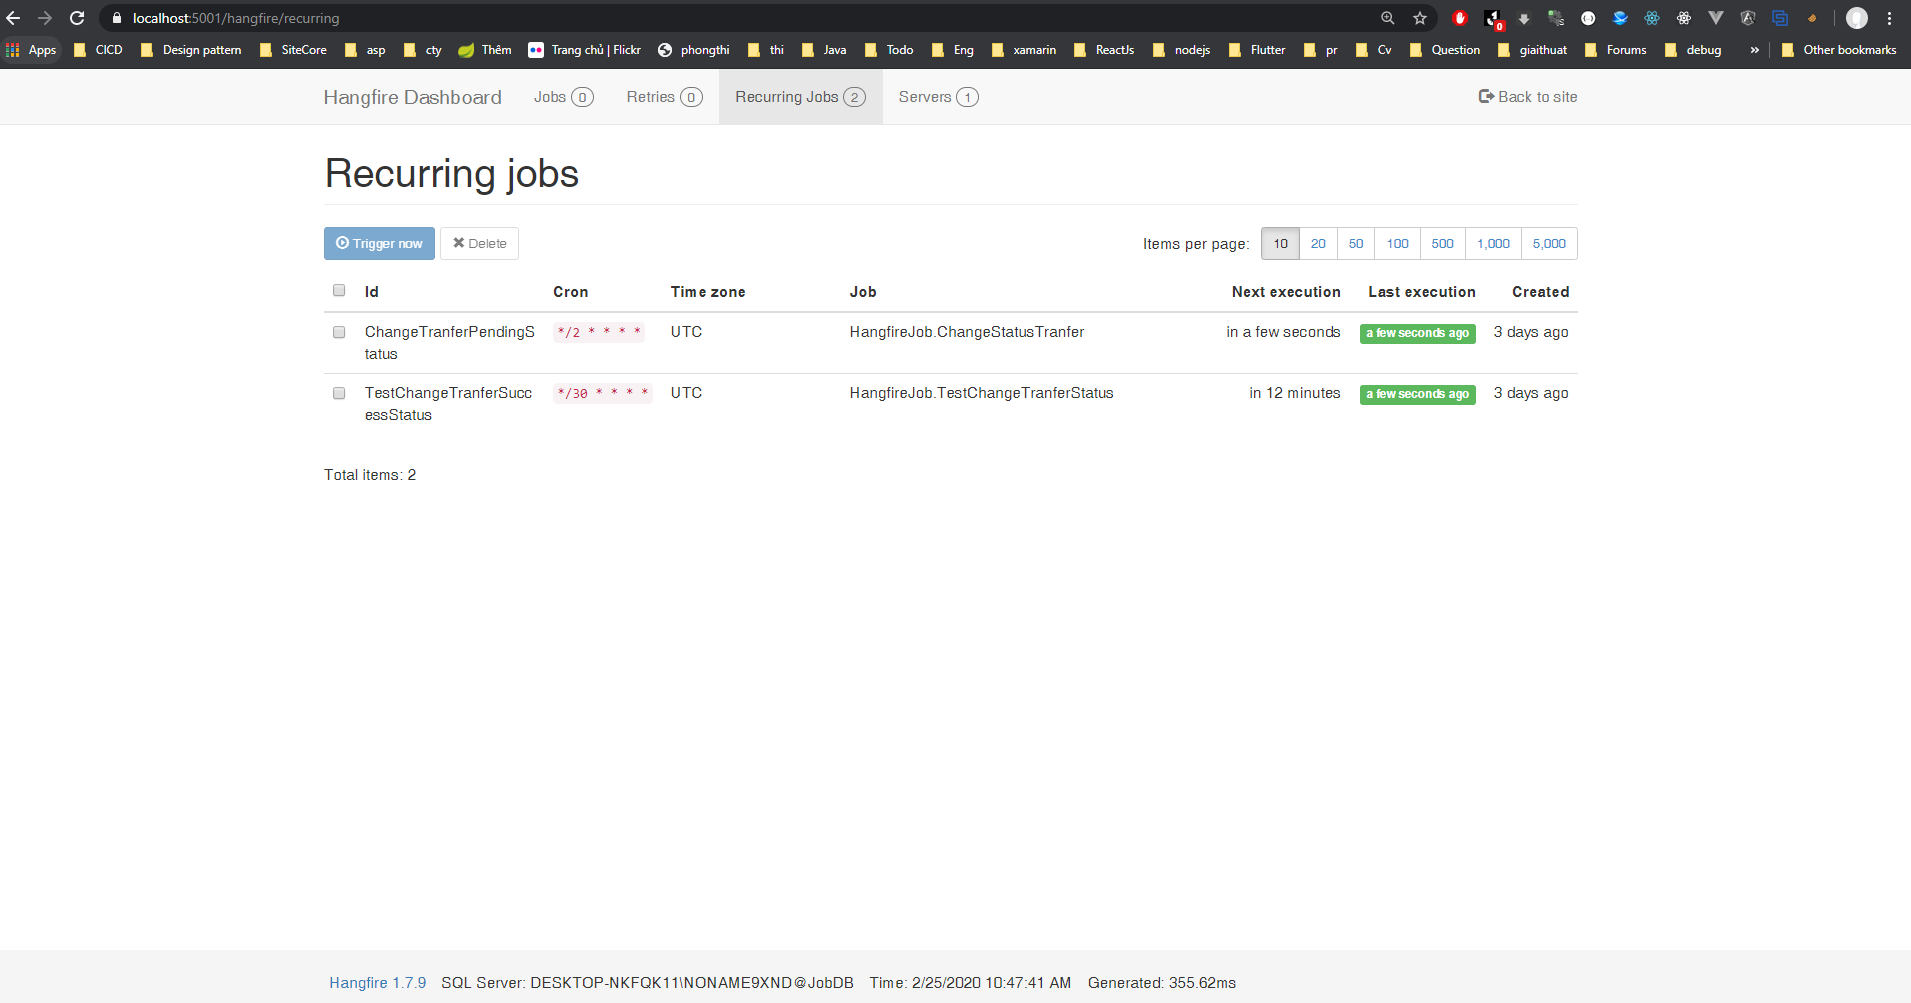 localhost:5001/hangfire/recurring
Apps CICD Design pattern SiteCore asp cty Thêm Trang chủ | Flickr phongthi thi Java Todo Eng xamarin ReactJs nodejs Flutter pr Cv Question giaithuat Forums debug » Other bookmarks
Hangfire Dashboard Jobs 0 Retries 0 Recurring Jobs 2 Servers 1 Back to site
Recurring jobs
Trigger now Delete Items per page: 10 20 50 100 500 1,000 5,000
Id Cron Time zone Job Next execution Last execution Created
ChangeTranferPendingS */2 * * * * UTC HangfireJob.ChangeStatusTranfer in a few seconds a few seconds ago 3 days ago
tatus
TestChangeTranferSucc */30 * * * * UTC HangfireJob.TestChangeTranferStatus in 12 minutes a few seconds ago 3 days ago
essStatus
Total items: 2
Hangfire 1.7.9 SQL Server: DESKTOP-NKFQK11\NONAME9XND@JobDB Time: 2/25/2020 10:47:41 AM Generated: 355.62ms